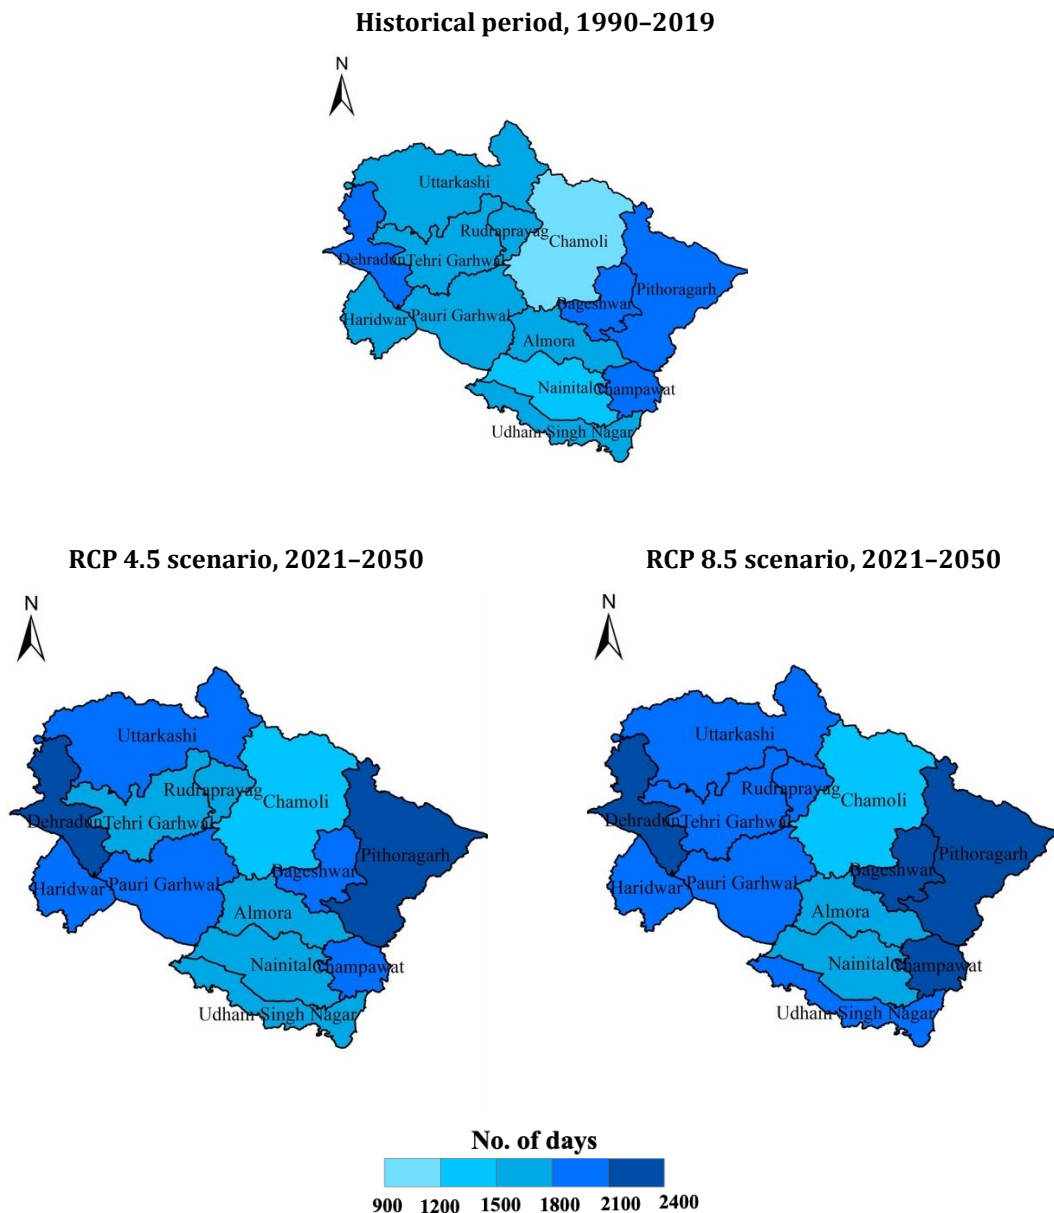 Historical period, 1990–2019
N
Uttarkashi
Rudraprayag
Chamoli
Dehradun
Tehri Garhwal
Pithoragarh
Bageshwar
Haridwar
Pauri Garhwal
Almora
Nainital
Champawat
Udham Singh Nagar
RCP 4.5 scenario, 2021–2050
N
Uttarkashi
Rudraprayag
Chamoli
Dehradun
Tehri Garhwal
Pithoragarh
Bageshwar
Haridwar
Pauri Garhwal
Almora
Nainital
Champawat
Udham Singh Nagar
RCP 8.5 scenario, 2021–2050
N
Uttarkashi
Rudraprayag
Chamoli
Dehradun
Tehri Garhwal
Pithoragarh
Bageshwar
Haridwar
Pauri Garhwal
Almora
Nainital
Champawat
Udham Singh Nagar
No. of days
900 1200 1500 1800 2100 2400